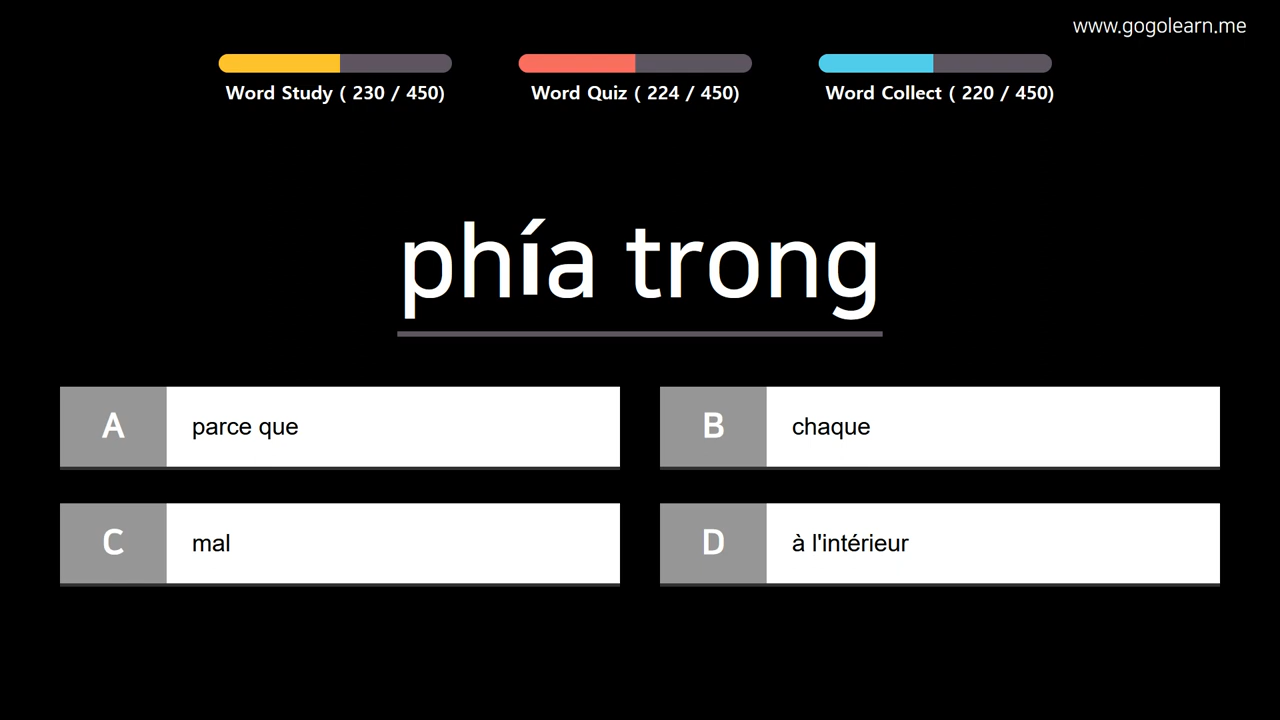 www.gogolearn.me
Word Study ( 230 / 450)
Word Quiz ( 224 / 450)
Word Collect ( 220 / 450)
phía trong
A parce que
B chaque
C mal
D à l'intérieur